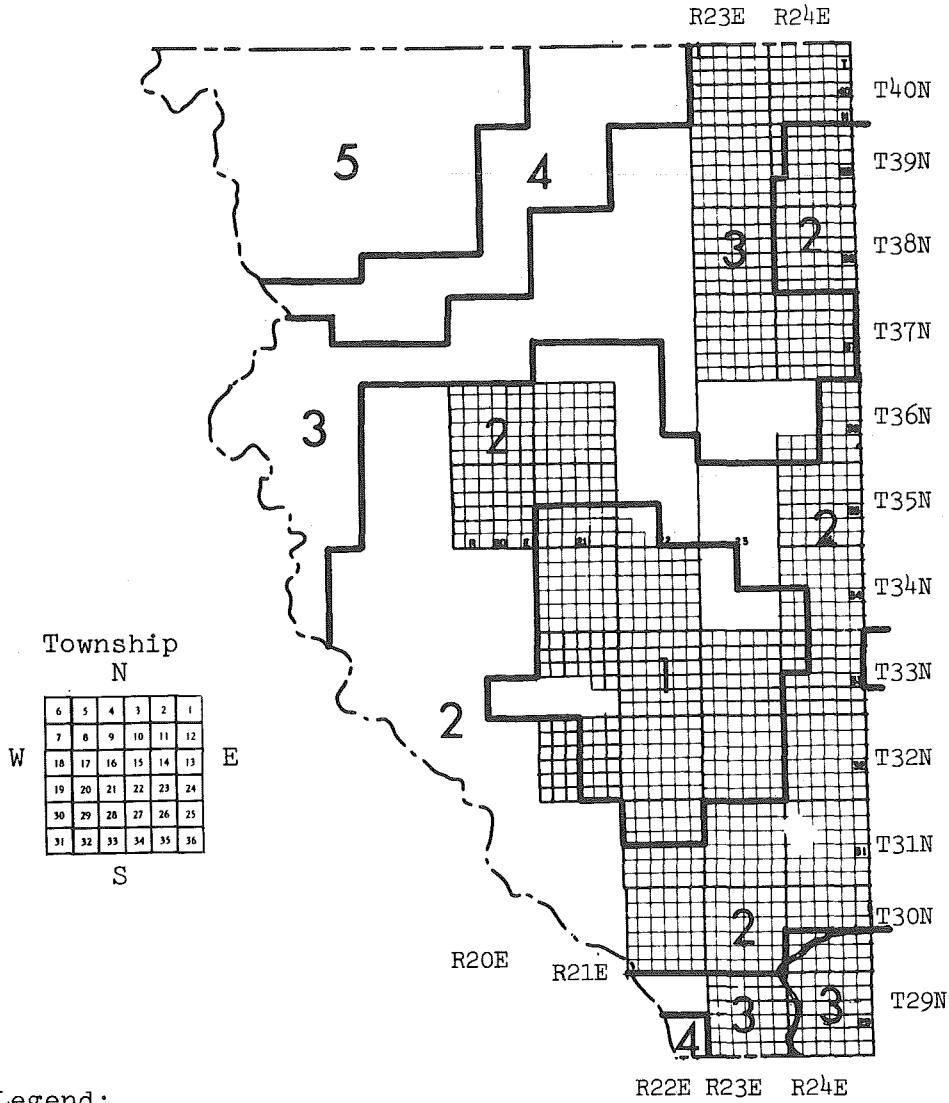 R23E R24E
T40N
T39N
5
4
3
2
T38N
T37N
T36N
3
2
T35N
2
21
23
T34N
Township
N
T33N
1
2
6 5 4 3 2 1
7 8 9 10 11 12
W
18 17 16 15 14 13
E
T32N
19 20 21 22 23 24
30 29 28 27 26 25
31 32 33 34 35 36
S
T31N
T30N
2
R20E R21E
T29N
3
3
4
R22E R23E R24E
Legend: